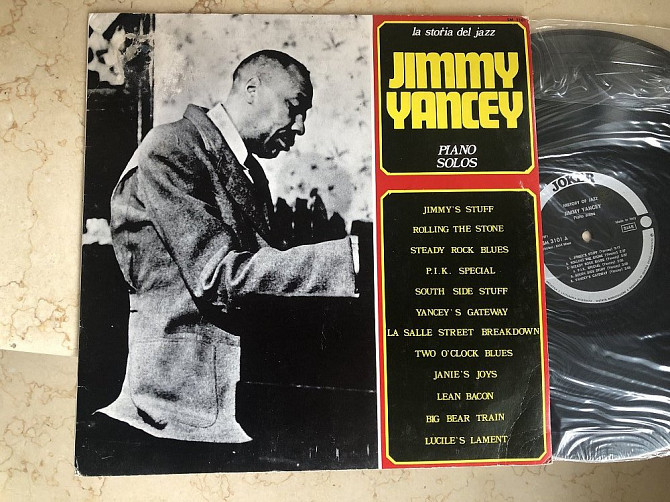 la storia del jazz
JIMMY
YANCEY
PIANO
SOLOS
JIMMY'S STUFF
ROLLING THE STONE
STEADY ROCK BLUES
P.I.K. SPECIAL
SOUTH SIDE STUFF
YANCEY'S GATEWAY
LA SALLE STREET BREAKDOWN
TWO O'CLOCK BLUES
JANIE'S JOYS
LEAN BACON
BIG BEAR TRAIN
LUCILE'S LAMENT
JOKER
HISTORY OF JAZZ
JIMMY YANCEY
Piano Solos
SM 3101 A